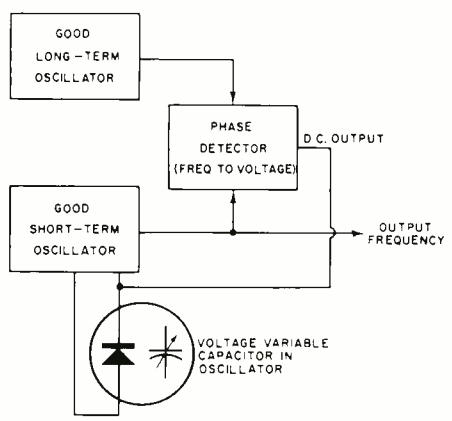 GOOD
LONG-TERM
OSCILLATOR
PHASE
DETECTOR
(FREQ TO VOLTAGE)
D C. OUTPUT
GOOD
SHORT-TERM
OSCILLATOR
OUTPUT
FREQUENCY
VOLTAGE VARIABLE
CAPACITOR IN
OSCILLATOR